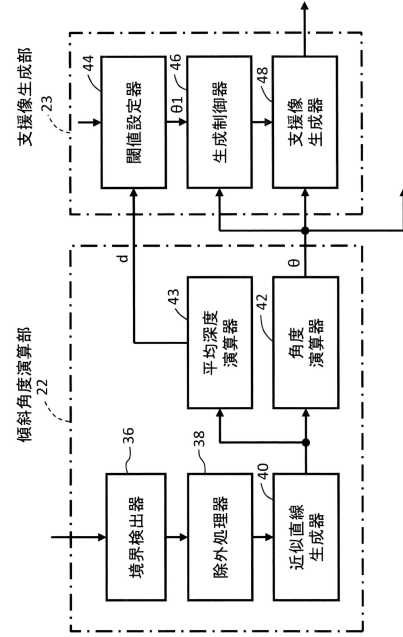 傾斜角度演算部
22
境界検出器
36
除外処理器
38
近似直線
生成器
40
平均深度
演算器
43
角度
演算器
42
d
θ
支援像生成部
23
閾値設定器
44
θ1
生成制御器
46
支援像
生成器
48